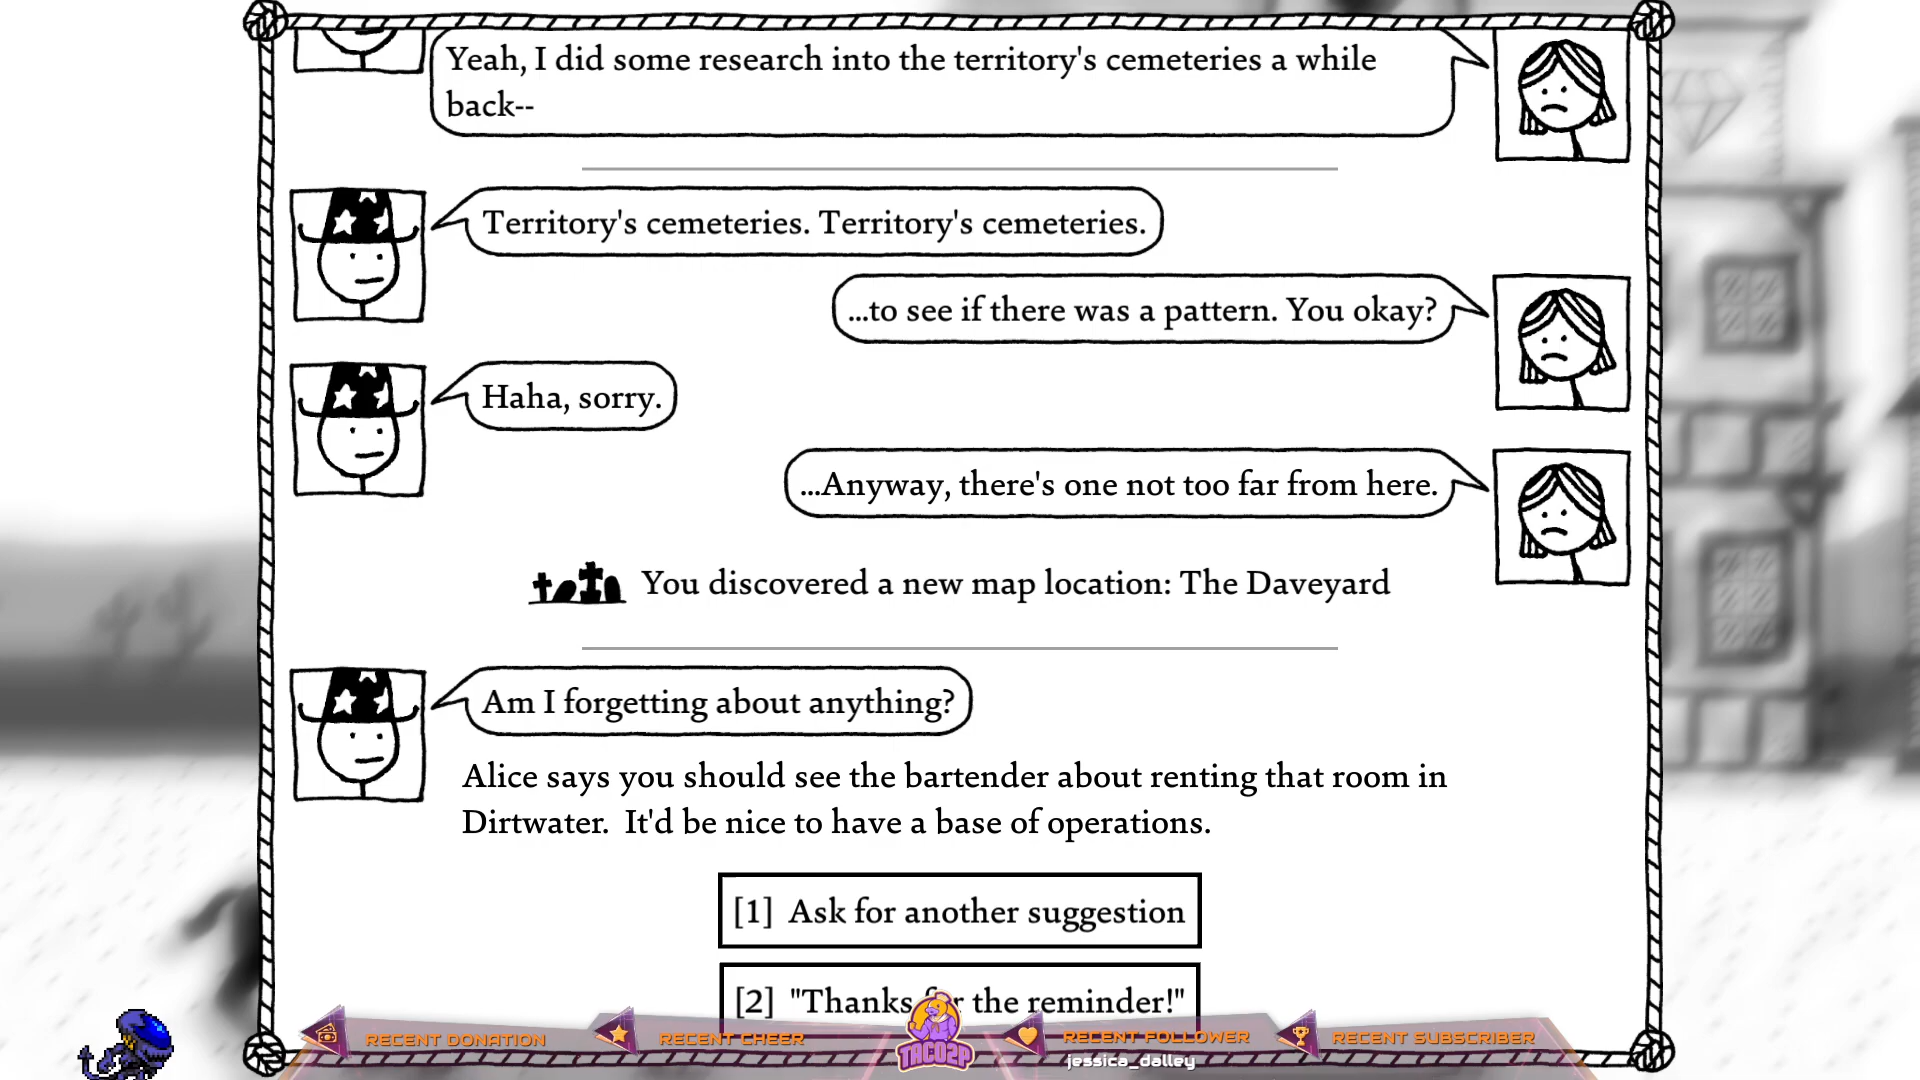 Yeah, I did some research into the territory's cemeteries a while
back--
Territory's cemeteries. Territory's cemeteries.
...to see if there was a pattern. You okay?
Haha, sorry.
...Anyway, there's one not too far from here.
You discovered a new map location: The Daveyard
Am I forgetting about anything?
Alice says you should see the bartender about renting that room in
Dirtwater. It'd be nice to have a base of operations.
[1] Ask for another suggestion
[2] "Thanks for the reminder!"
RECENT DONATION
RECENT CHEER
TACO2P
RECENT FOLLOWER
jessica_dalley
RECENT SUBSCRIBER